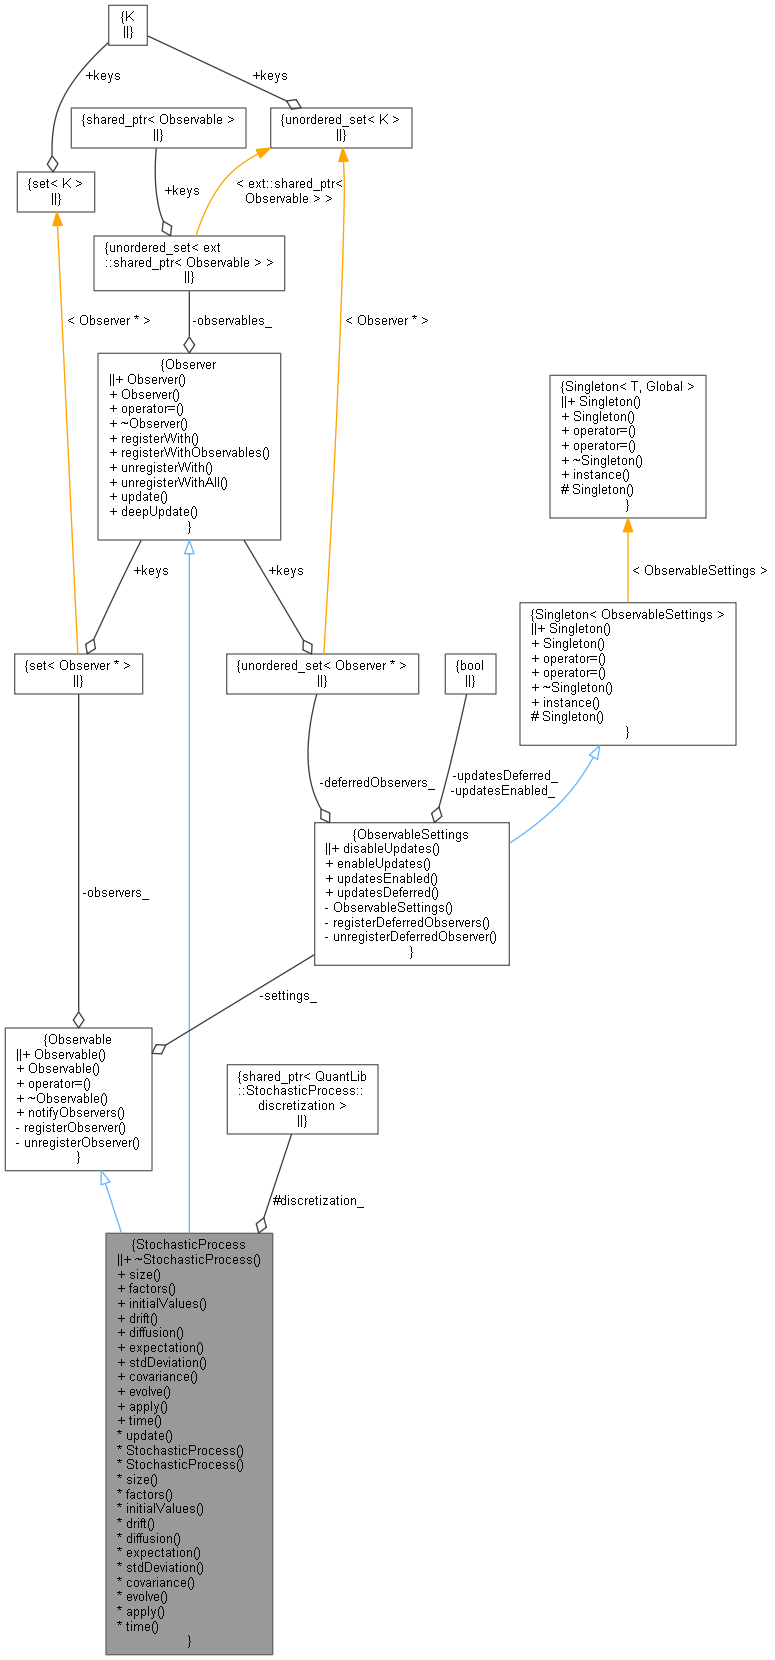 {K
||}
+keys
+keys
{shared_ptr< Observable >
||}
{unordered_set< K >
||}
{set< K >
||}
+keys
< ext::shared_ptr<
Observable > >
{unordered_set< ext
::shared_ptr< Observable > >
||}
< Observer * >
-observables_
< Observer * >
{Observer
||+ Observer()
+ Observer()
+ operator=()
+ ~Observer()
+ registerWith()
+ registerWithObservables()
+ unregisterWith()
+ unregisterWithAll()
+ update()
+ deepUpdate()
}
{Singleton< T, Global >
||+ Singleton()
+ Singleton()
+ operator=()
+ operator=()
+ ~Singleton()
+ instance()
# Singleton()
}
+keys
+keys
< ObservableSettings >
{Singleton< ObservableSettings >
||+ Singleton()
+ Singleton()
+ operator=()
+ operator=()
+ ~Singleton()
+ instance()
# Singleton()
}
{set< Observer * >
||}
{unordered_set< Observer * >
||}
{bool
||}
-deferredObservers_
-updatesDeferred_
-updatesEnabled_
{ObservableSettings
||+ disableUpdates()
+ enableUpdates()
+ updatesEnabled()
+ updatesDeferred()
- ObservableSettings()
- registerDeferredObservers()
- unregisterDeferredObserver()
}
-observers_
-settings_
{Observable
||+ Observable()
+ Observable()
+ operator=()
+ ~Observable()
+ notifyObservers()
- registerObserver()
- unregisterObserver()
}
{shared_ptr< QuantLib
::StochasticProcess::
discretization >
||}
#discretization_
{StochasticProcess
||+ ~StochasticProcess()
+ size()
+ factors()
+ initialValues()
+ drift()
+ diffusion()
+ expectation()
+ stdDeviation()
+ covariance()
+ evolve()
+ apply()
+ time()
* update()
* StochasticProcess()
* StochasticProcess()
* size()
* factors()
* initialValues()
* drift()
* diffusion()
* expectation()
* stdDeviation()
* covariance()
* evolve()
* apply()
* time()
}